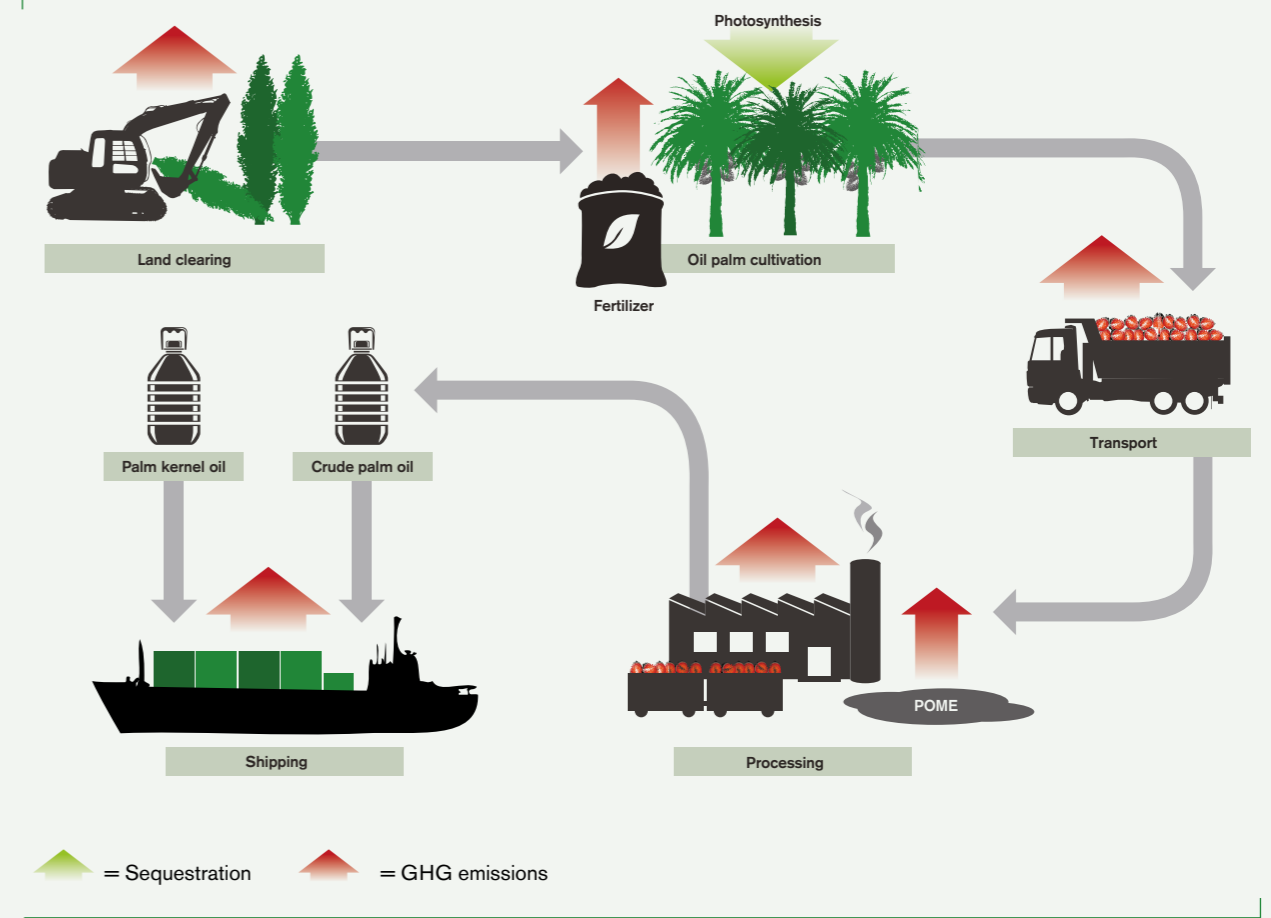 Photosynthesis
Land clearing
Oil palm cultivation
Fertilizer
Transport
Palm kernel oil
Crude palm oil
POME
Shipping
Processing
= Sequestration
= GHG emissions